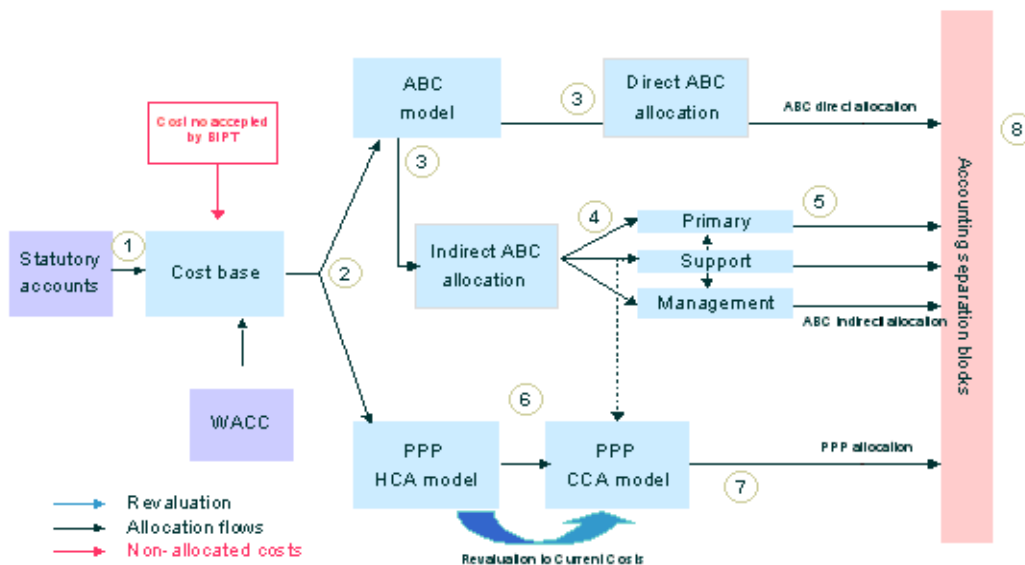 ABC
model
3
Direct ABC
allocation
ABC direct allocation
8
Cost no accepted
by BIPT
3
1
Statutory
accounts
Cost base
2
Indirect ABC
allocation
4
Primary
5
Support
Management
ABC indirect allocation
Accounting separation blocks
WACC
6
PPP
HCA model
PPP
CCA model
PPP allocation
7
Revaluation
Allocation flows
Non-allocated costs
Revaluation to Current Costs